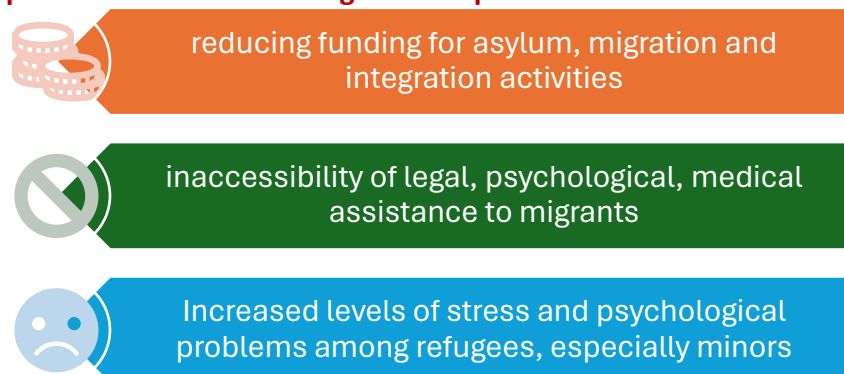 reducing funding for asylum, migration and
integration activities
inaccessibility of legal, psychological, medical
assistance to migrants
Increased levels of stress and psychological
problems among refugees, especially minors